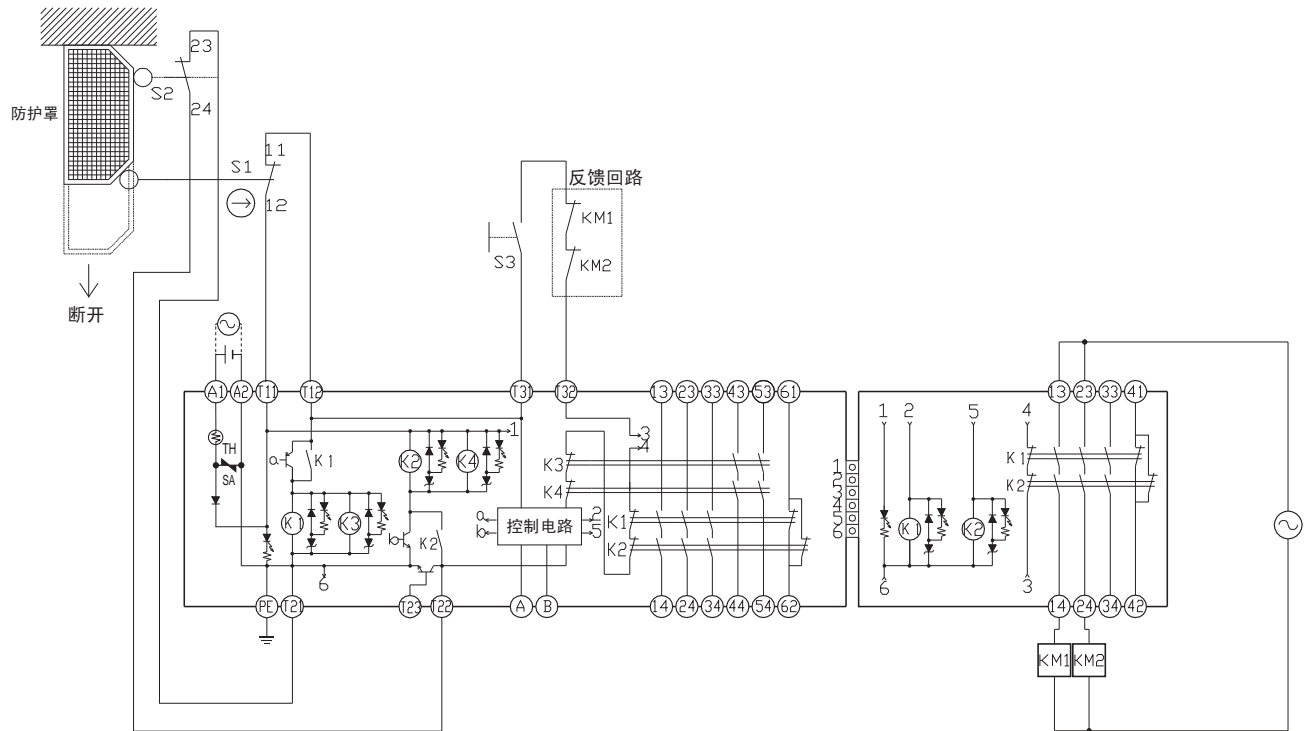 23
S2
24
防护罩
11
S1
12
断开
反馈回路
KM1
KM2
S3
A1 A2 T11 T12 T31 T32 13 23 33 43 53 61
TH
SA
a
K1
K1
K3
K2
K4
1
3
4
K3
K4
a
b
控制电路
2
5
K1
K2
b
K2
6
PE T21 T23 T22 A B 14 24 34 44 54 62
1
2
3
4
5
6
13 23 33 41
1 2 5 4
K1
K2
K1
K2
6
3
14 24 34 42
KM1 KM2